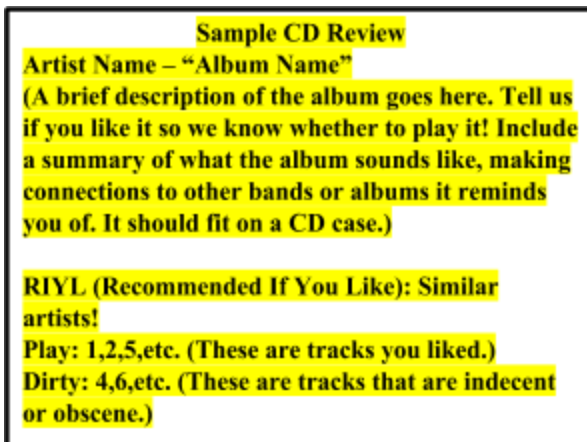 Sample CD Review
Artist Name – “Album Name”
(A brief description of the album goes here. Tell us
if you like it so we know whether to play it! Include
a summary of what the album sounds like, making
connections to other bands or albums it reminds
you of. It should fit on a CD case.)
RIYL (Recommended If You Like): Similar
artists!
Play: 1,2,5,etc. (These are tracks you liked.)
Dirty: 4,6,etc. (These are tracks that are indecent
or obscene.)